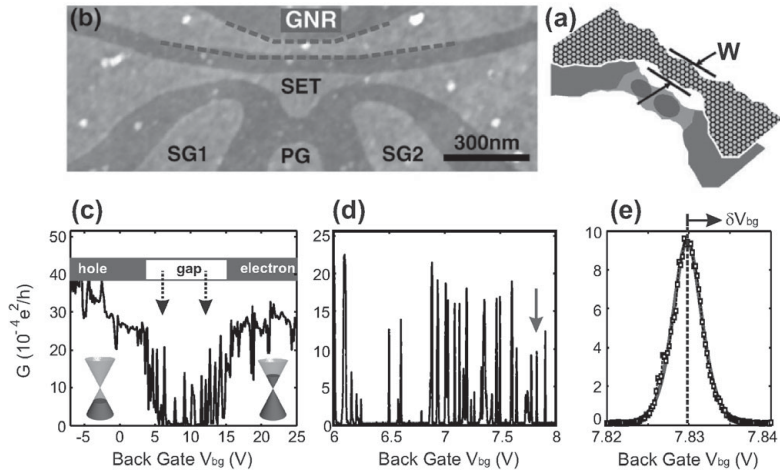 (b)
GNR
SET
SG1
PG
SG2
300nm
(a)
W
(c)
G (10⁻⁴ e²/h)
50
40
30
20
10
0
hole
gap
electron
-5
0
5
10
15
20
25
Back Gate V_bg (V)
(d)
25
20
15
10
5
0
6
6.5
7
7.5
8
Back Gate V_bg (V)
(e)
δV_bg
10
8
6
4
2
0
7.82
7.83
7.84
Back Gate V_bg (V)